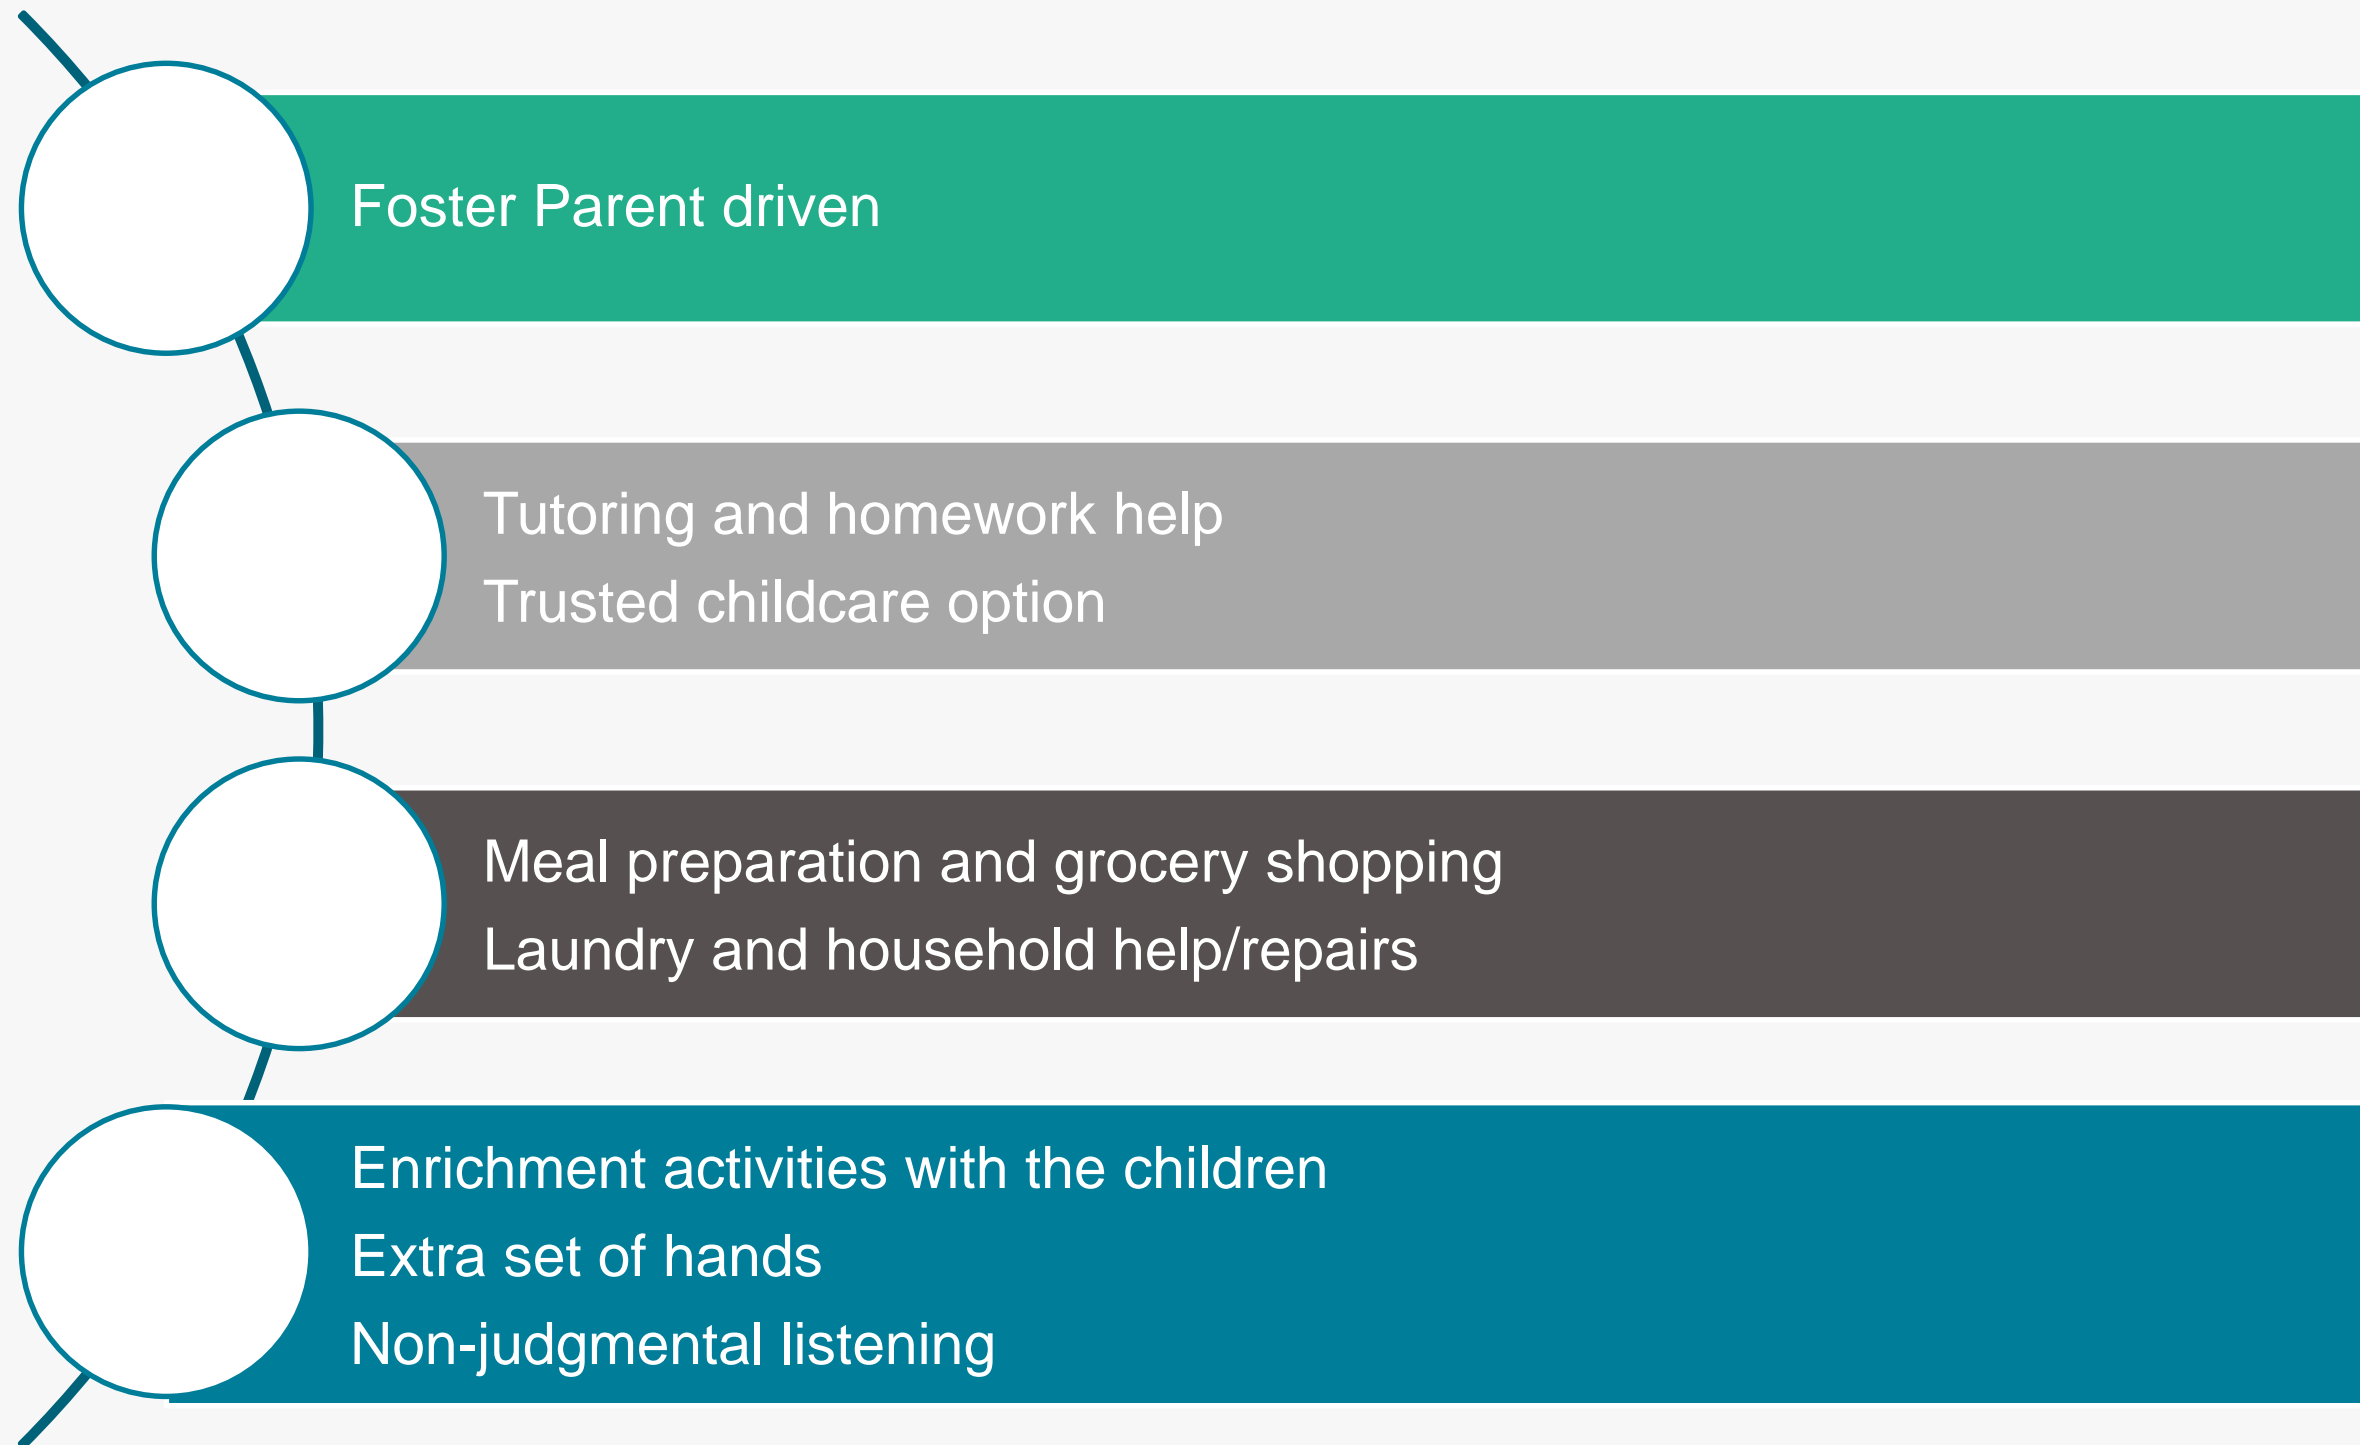 Foster Parent driven
Tutoring and homework help
Trusted childcare option
Meal preparation and grocery shopping
Laundry and household help/repairs
Enrichment activities with the children
Extra set of hands
Non-judgmental listening